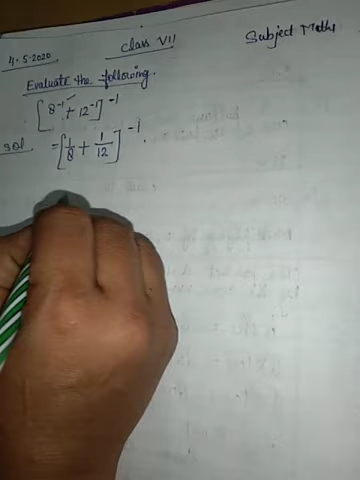 4.5.2020 Class VII Subject Maths
Evaluate the following.
[8⁻¹ + 12⁻¹]⁻¹
sol. = [1/8 + 1/12]⁻¹.